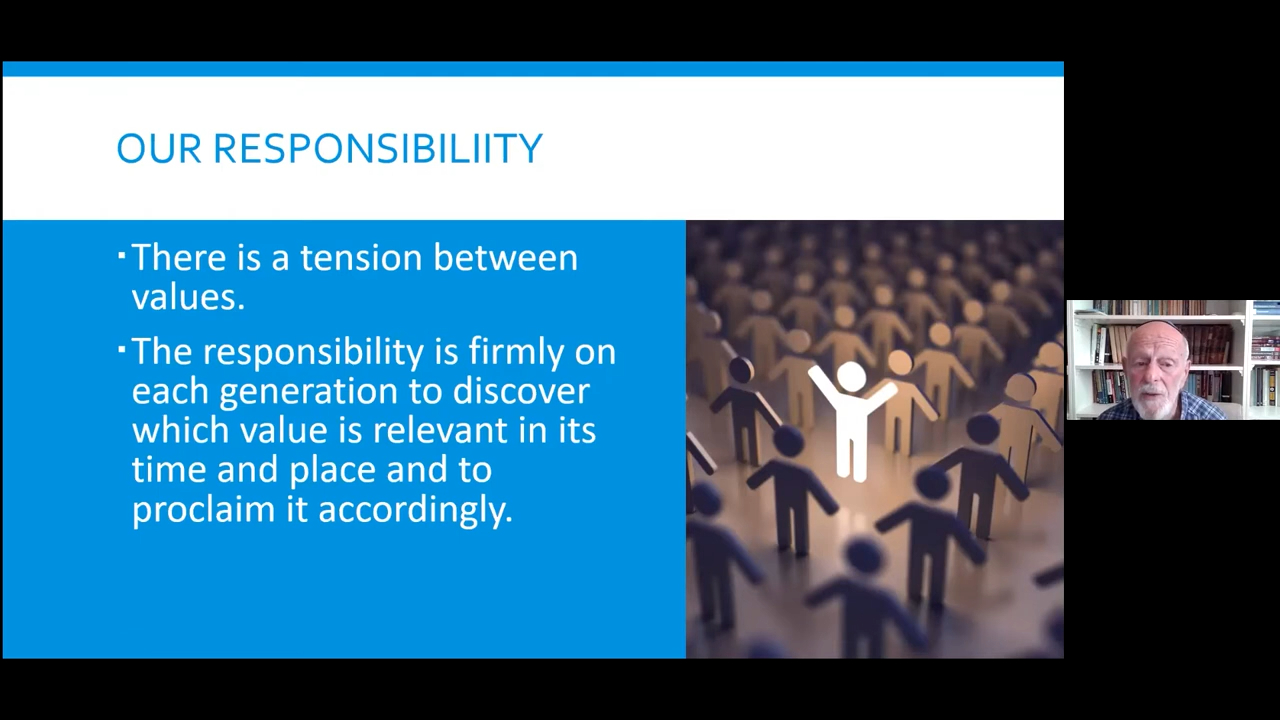 OUR RESPONSIBILIITY
▪There is a tension between
values.
▪The responsibility is firmly on
each generation to discover
which value is relevant in its
time and place and to
proclaim it accordingly.